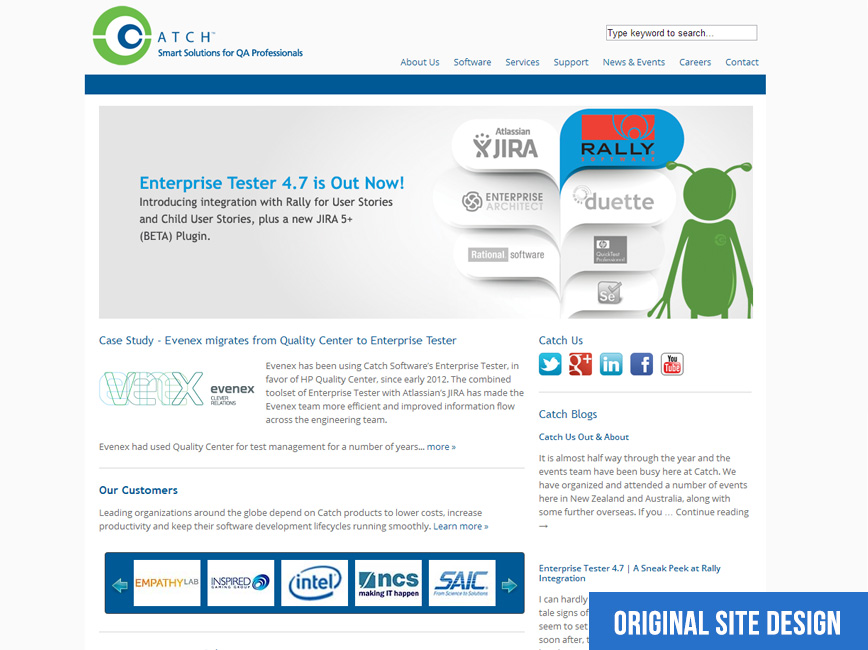 ATCH™
Smart Solutions for QA Professionals
Type keyword to search...
About Us Software Services Support News & Events Careers Contact
Enterprise Tester 4.7 is Out Now!
Introducing integration with Rally for User Stories
and Child User Stories, plus a new JIRA 5+
(BETA) Plugin.
Atlassian
JIRA
RALLY
SOFTWARE
ENTERPRISE
ARCHITECT
duette
Rational software
hp
QuickTest
Professional
Se
Case Study - Evenex migrates from Quality Center to Enterprise Tester
evenex
CLEVER
RELATIONS
Evenex has been using Catch Software's Enterprise Tester, in
favor of HP Quality Center, since early 2012. The combined
toolset of Enterprise Tester with Atlassian's JIRA has made the
Evenex team more efficient and improved information flow
across the engineering team.
Evenex had used Quality Center for test management for a number of years... more »
Our Customers
Leading organizations around the globe depend on Catch products to lower costs, increase
productivity and keep their software development lifecycles running smoothly. Learn more »
EMPATHYLAB
INSPIRED
GAMING GROUP
intel
ncs
making IT happen
SAIC
From Science to Solutions
Catch Us
You
Tube
Catch Blogs
Catch Us Out & About
It is almost half way through the year and the
events team have been busy here at Catch. We
have organized and attended a number of events
here in New Zealand and Australia, along with
some further overseas. If you … Continue reading
→
Enterprise Tester 4.7 | A Sneak Peek at Rally
Integration
I can hardly
tale signs of
seem to set
soon after, t
ORIGINAL SITE DESIGN